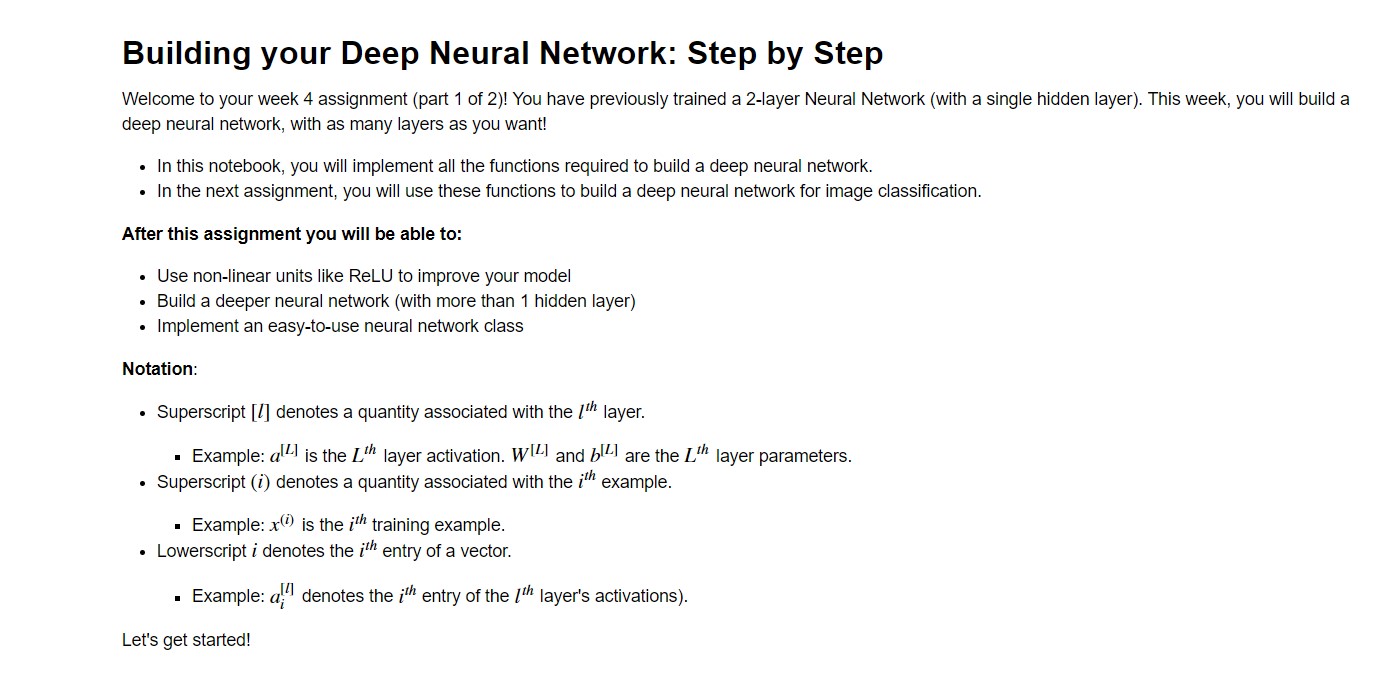 Building your Deep Neural Network: Step by Step
Welcome to your week 4 assignment (part 1 of 2)! You have previously trained a 2-layer Neural Network (with a single hidden layer). This week, you will build a
deep neural network, with as many layers as you want!
• In this notebook, you will implement all the functions required to build a deep neural network.
• In the next assignment, you will use these functions to build a deep neural network for image classification.
After this assignment you will be able to:
• Use non-linear units like ReLU to improve your model
• Build a deeper neural network (with more than 1 hidden layer)
• Implement an easy-to-use neural network class
Notation:
• Superscript [l] denotes a quantity associated with the l^{th} layer.
▪ Example: a^{[L]} is the L^{th} layer activation. W^{[L]} and b^{[L]} are the L^{th} layer parameters.
• Superscript (i) denotes a quantity associated with the i^{th} example.
▪ Example: x^{(i)} is the i^{th} training example.
• Lowerscript i denotes the i^{th} entry of a vector.
▪ Example: a_i^{[l]} denotes the i^{th} entry of the l^{th} layer's activations).
Let's get started!